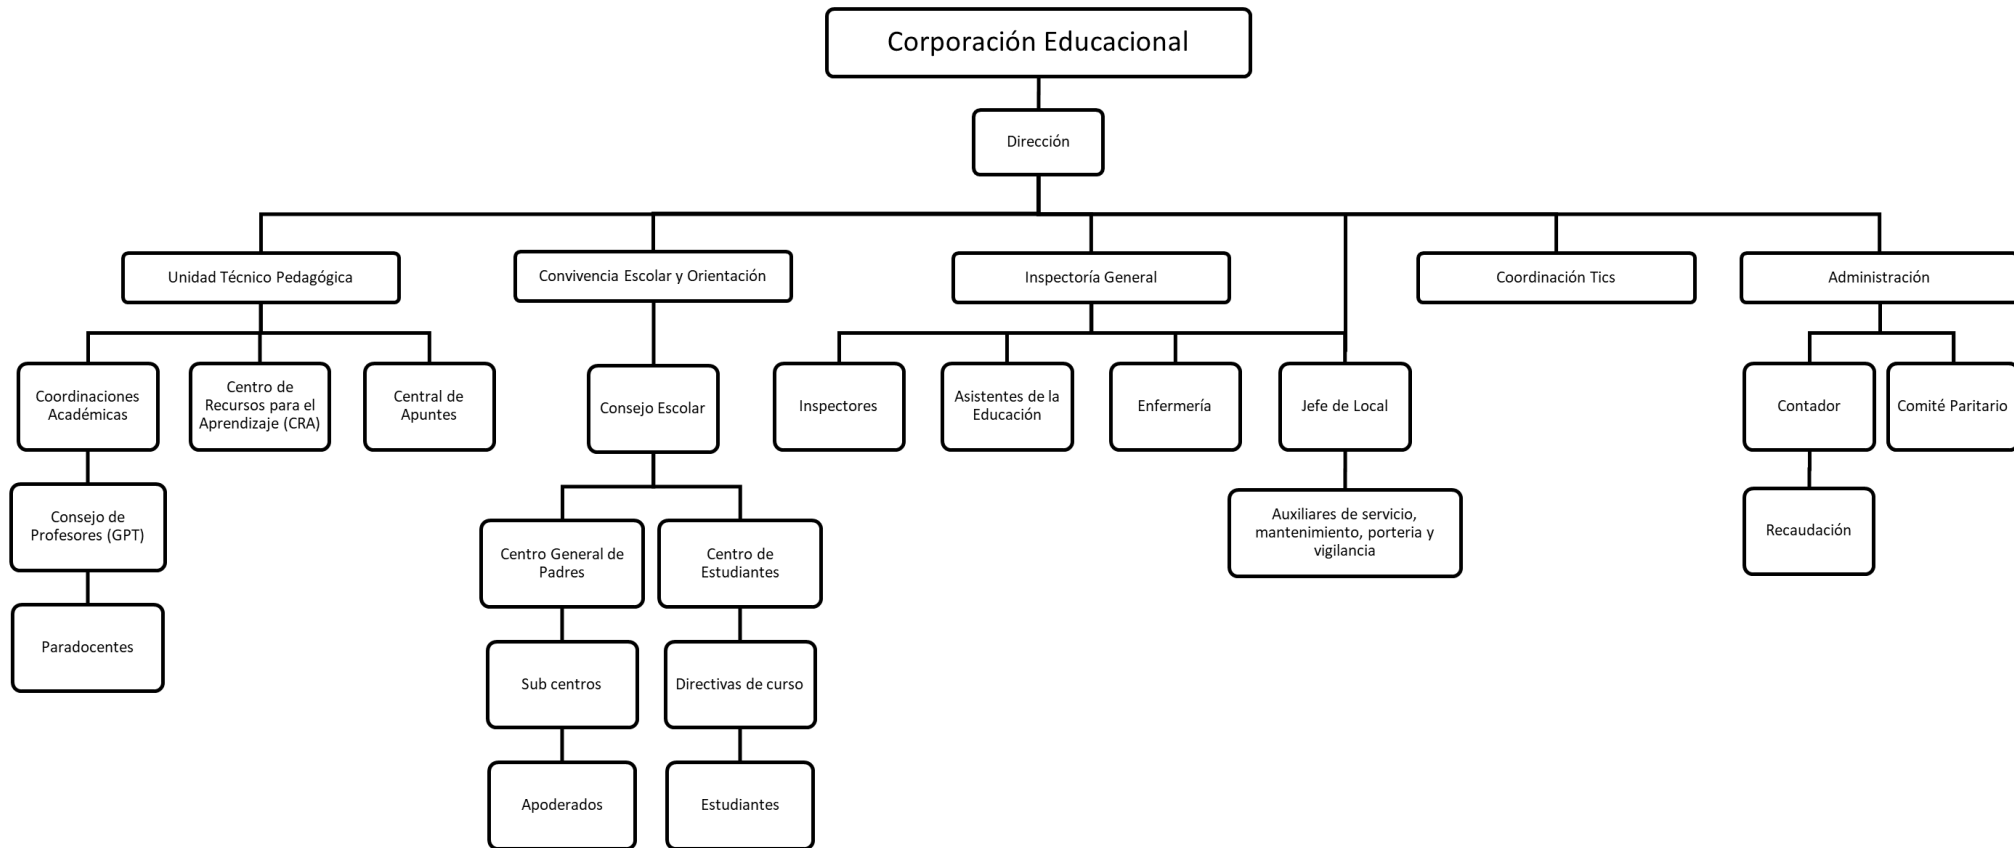 Corporación Educacional
Dirección
Unidad Técnico Pedagógica
Convivencia Escolar y Orientación
Inspectoría General
Coordinación Tics
Administración
Coordinaciones
Académicas
Centro de
Recursos para el
Aprendizaje (CRA)
Central de
Apuntes
Consejo Escolar
Inspectores
Asistentes de la
Educación
Enfermería
Jefe de Local
Contador
Comité Paritario
Consejo de
Profesores (GPT)
Centro General de
Padres
Centro de
Estudiantes
Auxiliares de servicio,
mantenimiento, porteria y
vigilancia
Recaudación
Paradocentes
Sub centros
Directivas de curso
Apoderados
Estudiantes